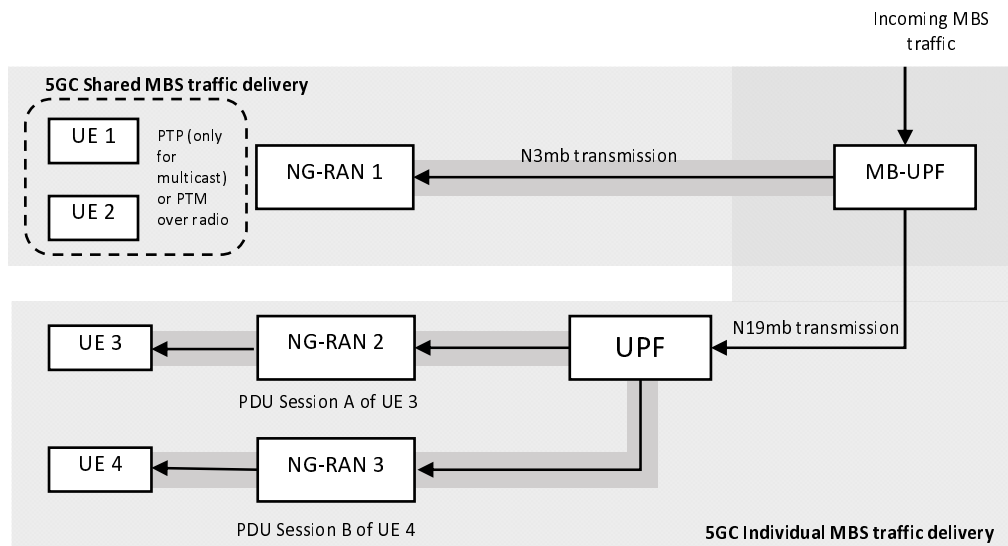 Incoming MBS
traffic
5GC Shared MBS traffic delivery
UE 1
PTP (only
for
multicast)
or PTM
over radio
UE 2
NG-RAN 1
N3mb transmission
MB-UPF
N19mb transmission
UE 3
NG-RAN 2
UPF
PDU Session A of UE 3
UE 4
NG-RAN 3
PDU Session B of UE 4
5GC Individual MBS traffic delivery